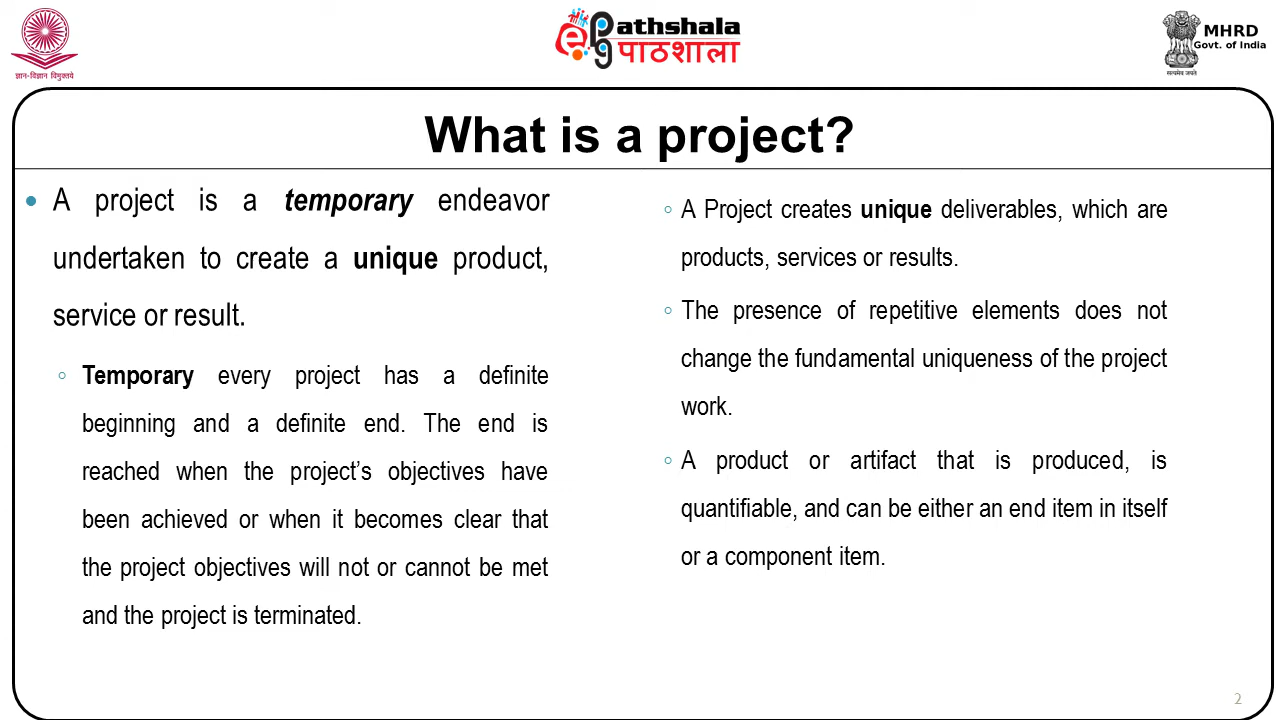 ज्ञान-विज्ञान विमुक्तये
ePathshala
पाठशाला
MHRD
Govt. of India
सत्यमेव जयते
What is a project?
• A project is a temporary endeavor
undertaken to create a unique product,
service or result.
◦ Temporary every project has a definite
beginning and a definite end. The end is
reached when the project’s objectives have
been achieved or when it becomes clear that
the project objectives will not or cannot be met
and the project is terminated.
◦ A Project creates unique deliverables, which are
products, services or results.
◦ The presence of repetitive elements does not
change the fundamental uniqueness of the project
work.
◦ A product or artifact that is produced, is
quantifiable, and can be either an end item in itself
or a component item.
2